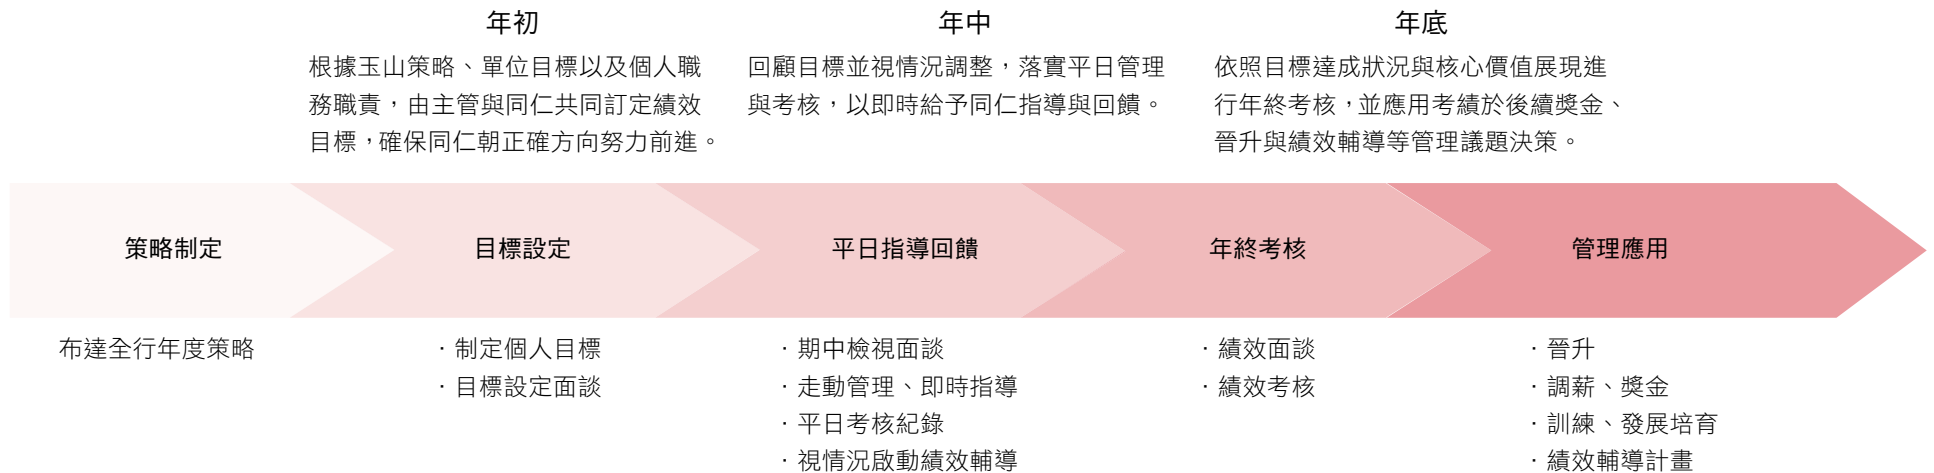 年初
根據玉山策略、單位目標以及個人職
務職責，由主管與同仁共同訂定績效
目標，確保同仁朝正確方向努力前進。
年中
回顧目標並視情況調整，落實平日管理
與考核，以即時給予同仁指導與回饋。
年底
依照目標達成狀況與核心價值展現進
行年終考核，並應用考績於後續獎金、
晉升與績效輔導等管理議題決策。
策略制定
目標設定
平日指導回饋
年終考核
管理應用
布達全行年度策略
．制定個人目標
．目標設定面談
．期中檢視面談
．走動管理、即時指導
．平日考核紀錄
．視情況啟動績效輔導
．績效面談
．績效考核
．晉升
．調薪、獎金
．訓練、發展培育
．績效輔導計畫